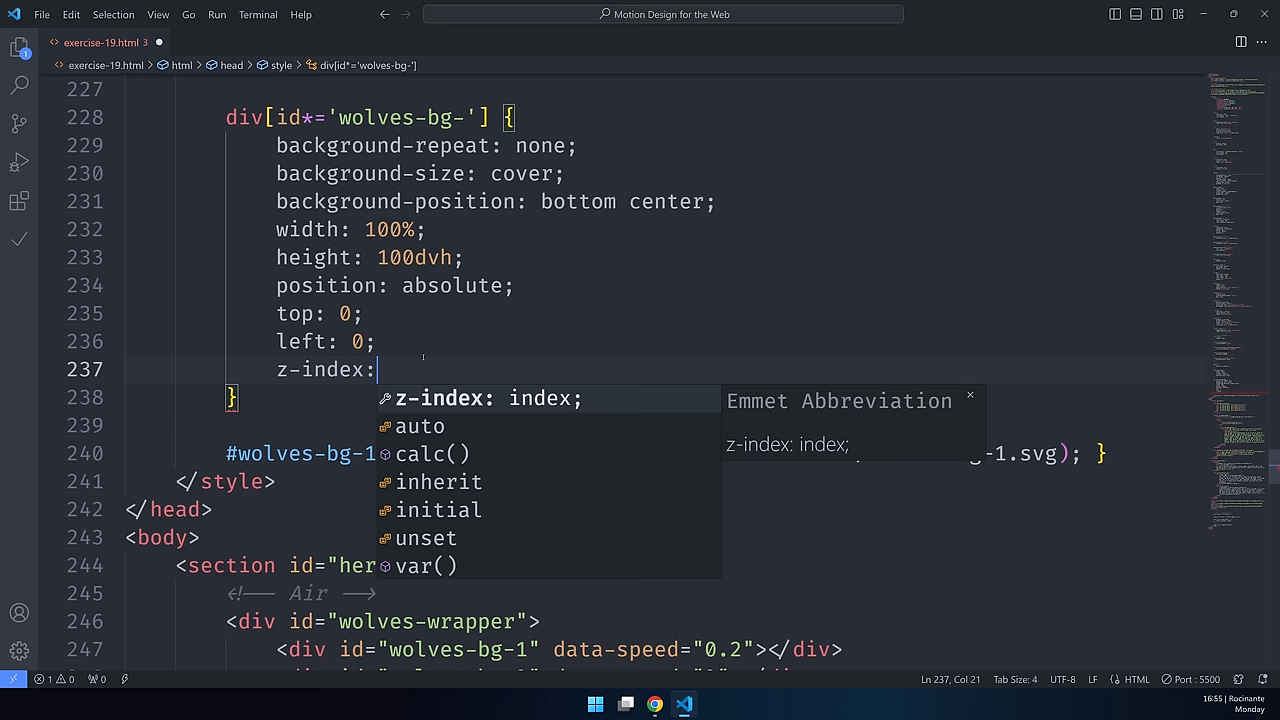 File Edit Selection View Go Run Terminal Help
Motion Design for the Web
exercise-19.html 3
exercise-19.html > html > head > style > div[id*='wolves-bg-']
227
228 div[id*='wolves-bg-'] {
229 background-repeat: none;
230 background-size: cover;
231 background-position: bottom center;
232 width: 100%;
233 height: 100dvh;
234 position: absolute;
235 top: 0;
236 left: 0;
237 z-index:
238 }
239
240 #wolves-bg-1 g-1.svg); }
241 </style>
242 </head>
243 <body>
244 <section id="her
245 <!-- Air -->
246 <div id="wolves-wrapper">
247 <div id="wolves-bg-1" data-speed="0.2"></div>
z-index: index;
auto
calc()
inherit
initial
unset
var()
Emmet Abbreviation
z-index: index;
1
1 0 0
Ln 237, Col 21 Tab Size: 4 UTF-8 LF HTML Port : 5500
16:55 | Rocinante
Monday